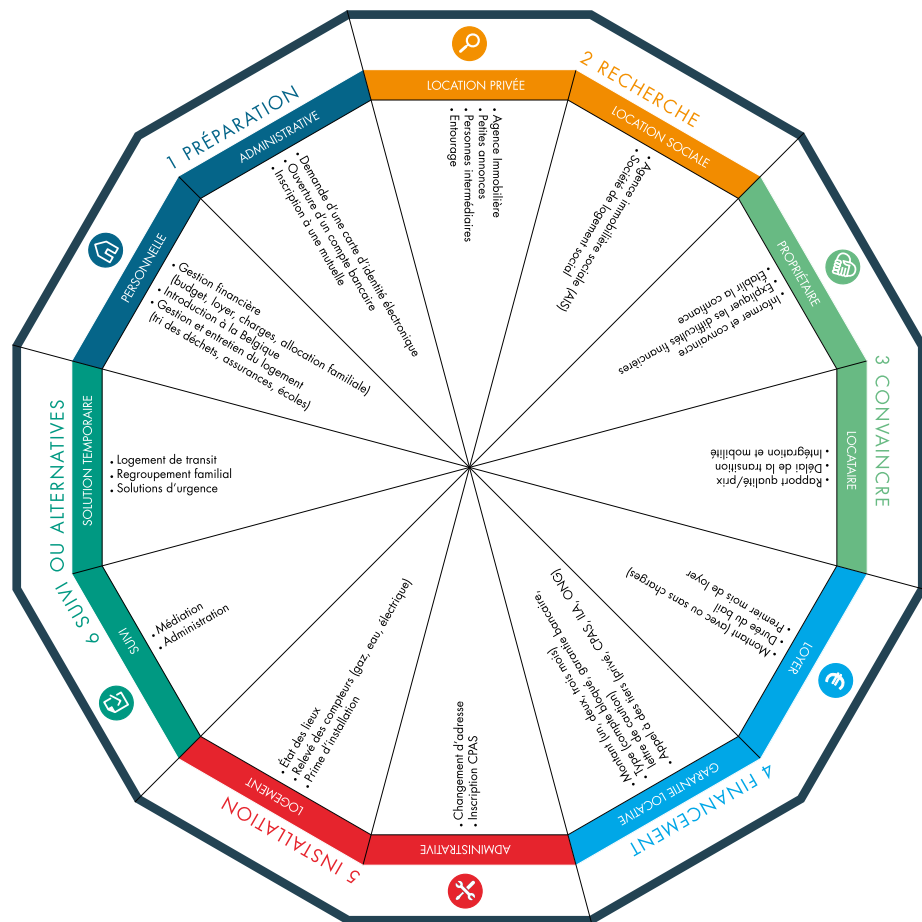 1 PRÉPARATION
PERSONNELLE
• Gestion financière
(budget, loyer, charges, allocation familiale)
• Introduction à la Belgique
• Gestion et entretien du logement
(tri des déchets, assurances, écoles)
ADMINISTRATIVE
• Demande d'une carte d'identité électronique
• Ouverture d'un compte bancaire
• Inscription à une mutuelle
2 RECHERCHE
LOCATION PRIVÉE
• Agence Immobilière
• Petites annonces
• Personnes intermédiaires
• Entourage
LOCATION SOCIALE
• Agence immobilière sociale (AIS)
• Société de logement social
3 CONVAINCRE
PROPRIÉTAIRE
• Informer et convaincre
• Expliquer les difficultés financières
• Établir la confiance
LOCATAIRE
• Rapport qualité/prix
• Délai de la transition
• Intégration et mobilité
4 FINANCEMENT
LOYER
• Montant (avec ou sans charges)
• Durée du bail
• Premier mois de loyer
GARANTIE LOCATIVE
• Montant (un, deux, trois mois)
• Type (compte bloqué, garantie bancaire,
lettre de caution)
• Appel à des tiers (privé, CPAS, ILA, ONG)
5 INSTALLATION
ADMINISTRATIVE
• Changement d'adresse
• Inscription CPAS
LOGEMENT
• État des lieux
• Relevé des compteurs (gaz, eau, électrique)
• Prime d'installation
6 SUIVI OU ALTERNATIVES
SUIVI
• Médiation
• Administration
SOLUTION TEMPORAIRE
• Logement de transit
• Regroupement familial
• Solutions d'urgence